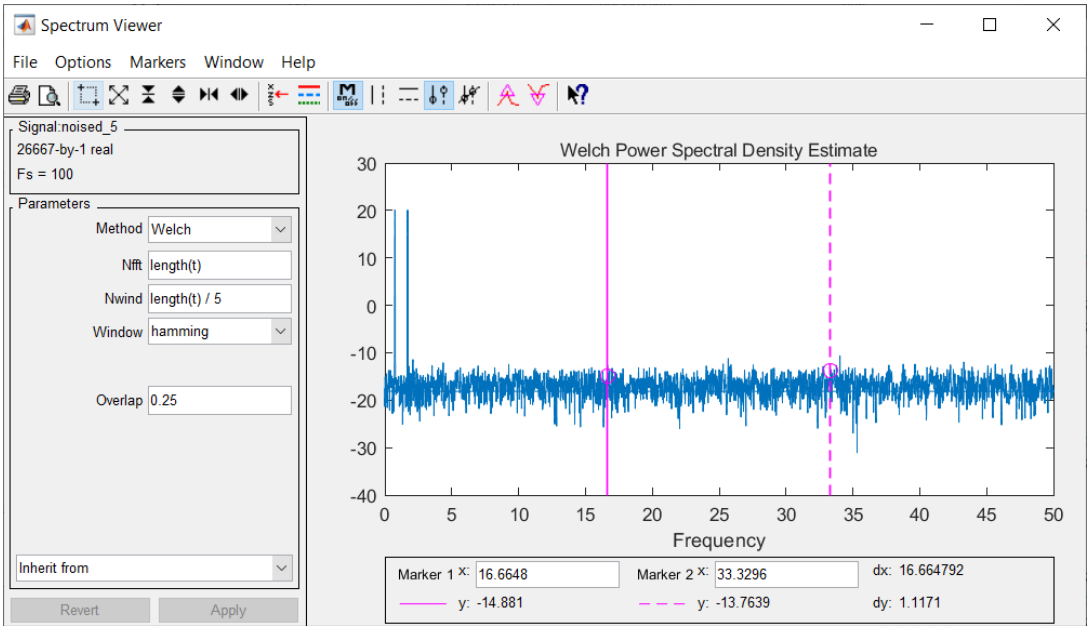 Spectrum Viewer
File Options Markers Window Help
Signal:noised_5
26667-by-1 real
Fs = 100
Parameters
Method Welch
Nfft length(t)
Nwind length(t) / 5
Window hamming
Overlap 0.25
Inherit from
Revert Apply
Welch Power Spectral Density Estimate
30
20
10
0
-10
-20
-30
-40
0 5 10 15 20 25 30 35 40 45 50
Frequency
Marker 1 x: 16.6648 Marker 2 x: 33.3296 dx: 16.664792
y: -14.881 y: -13.7639 dy: 1.1171